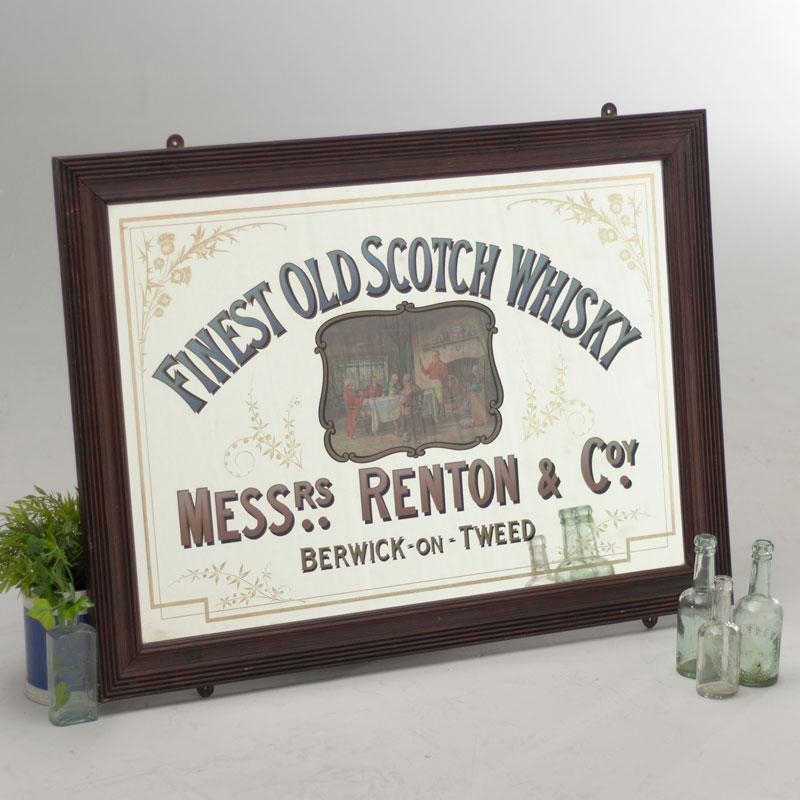 FINEST OLD SCOTCH WHISKY
MESSRS. RENTON & COY.
BERWICK-ON-TWEED